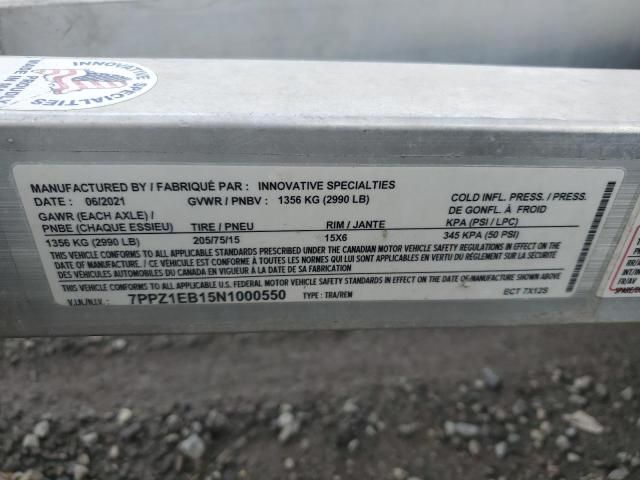 INNOVATIVE
SPECIALTIES
MANUFACTURED BY / FABRIQUÉ PAR : INNOVATIVE SPECIALTIES
DATE : 06/2021 GVWR / PNBV : 1356 KG (2990 LB)
COLD INFL. PRESS. / PRESS.
DE GONFL. À FROID
GAWR (EACH AXLE) /
PNBE (CHAQUE ESSIEU) TIRE / PNEU RIM / JANTE KPA (PSI / LPC)
1356 KG (2990 LB) 205/75/15 15X6 345 KPA (50 PSI)
THIS VEHICLE CONFORMS TO ALL APPLICABLE STANDARDS PRESCRIBED UNDER THE CANADIAN MOTOR VEHICLE SAFETY REGULATIONS IN EFFECT ON THE
DATE OF MANUFACTURE. / CE VÉHICULE EST CONFORME À TOUTES LES NORMES QUI LUI SONT APPLICABLES EN VERTU DU RÈGLEMENT SUR LA SÉCURITÉ
DES VÉHICULES AUTOMOBILES DU CANADA EN VIGUEUR À LA DATE DE SA FABRICATION.
THIS VEHICLE CONFORMS TO ALL APPLICABLE U.S. FEDERAL MOTOR VEHICLE SAFETY STANDARDS IN EFFECT ON THE DATE-OF-MANUFACTURE SHOWN ABOVE.
V.I.N./N.I.V.: 7PPZ1EB15N1000550 TYPE : TRA/REM ECT 7X12S